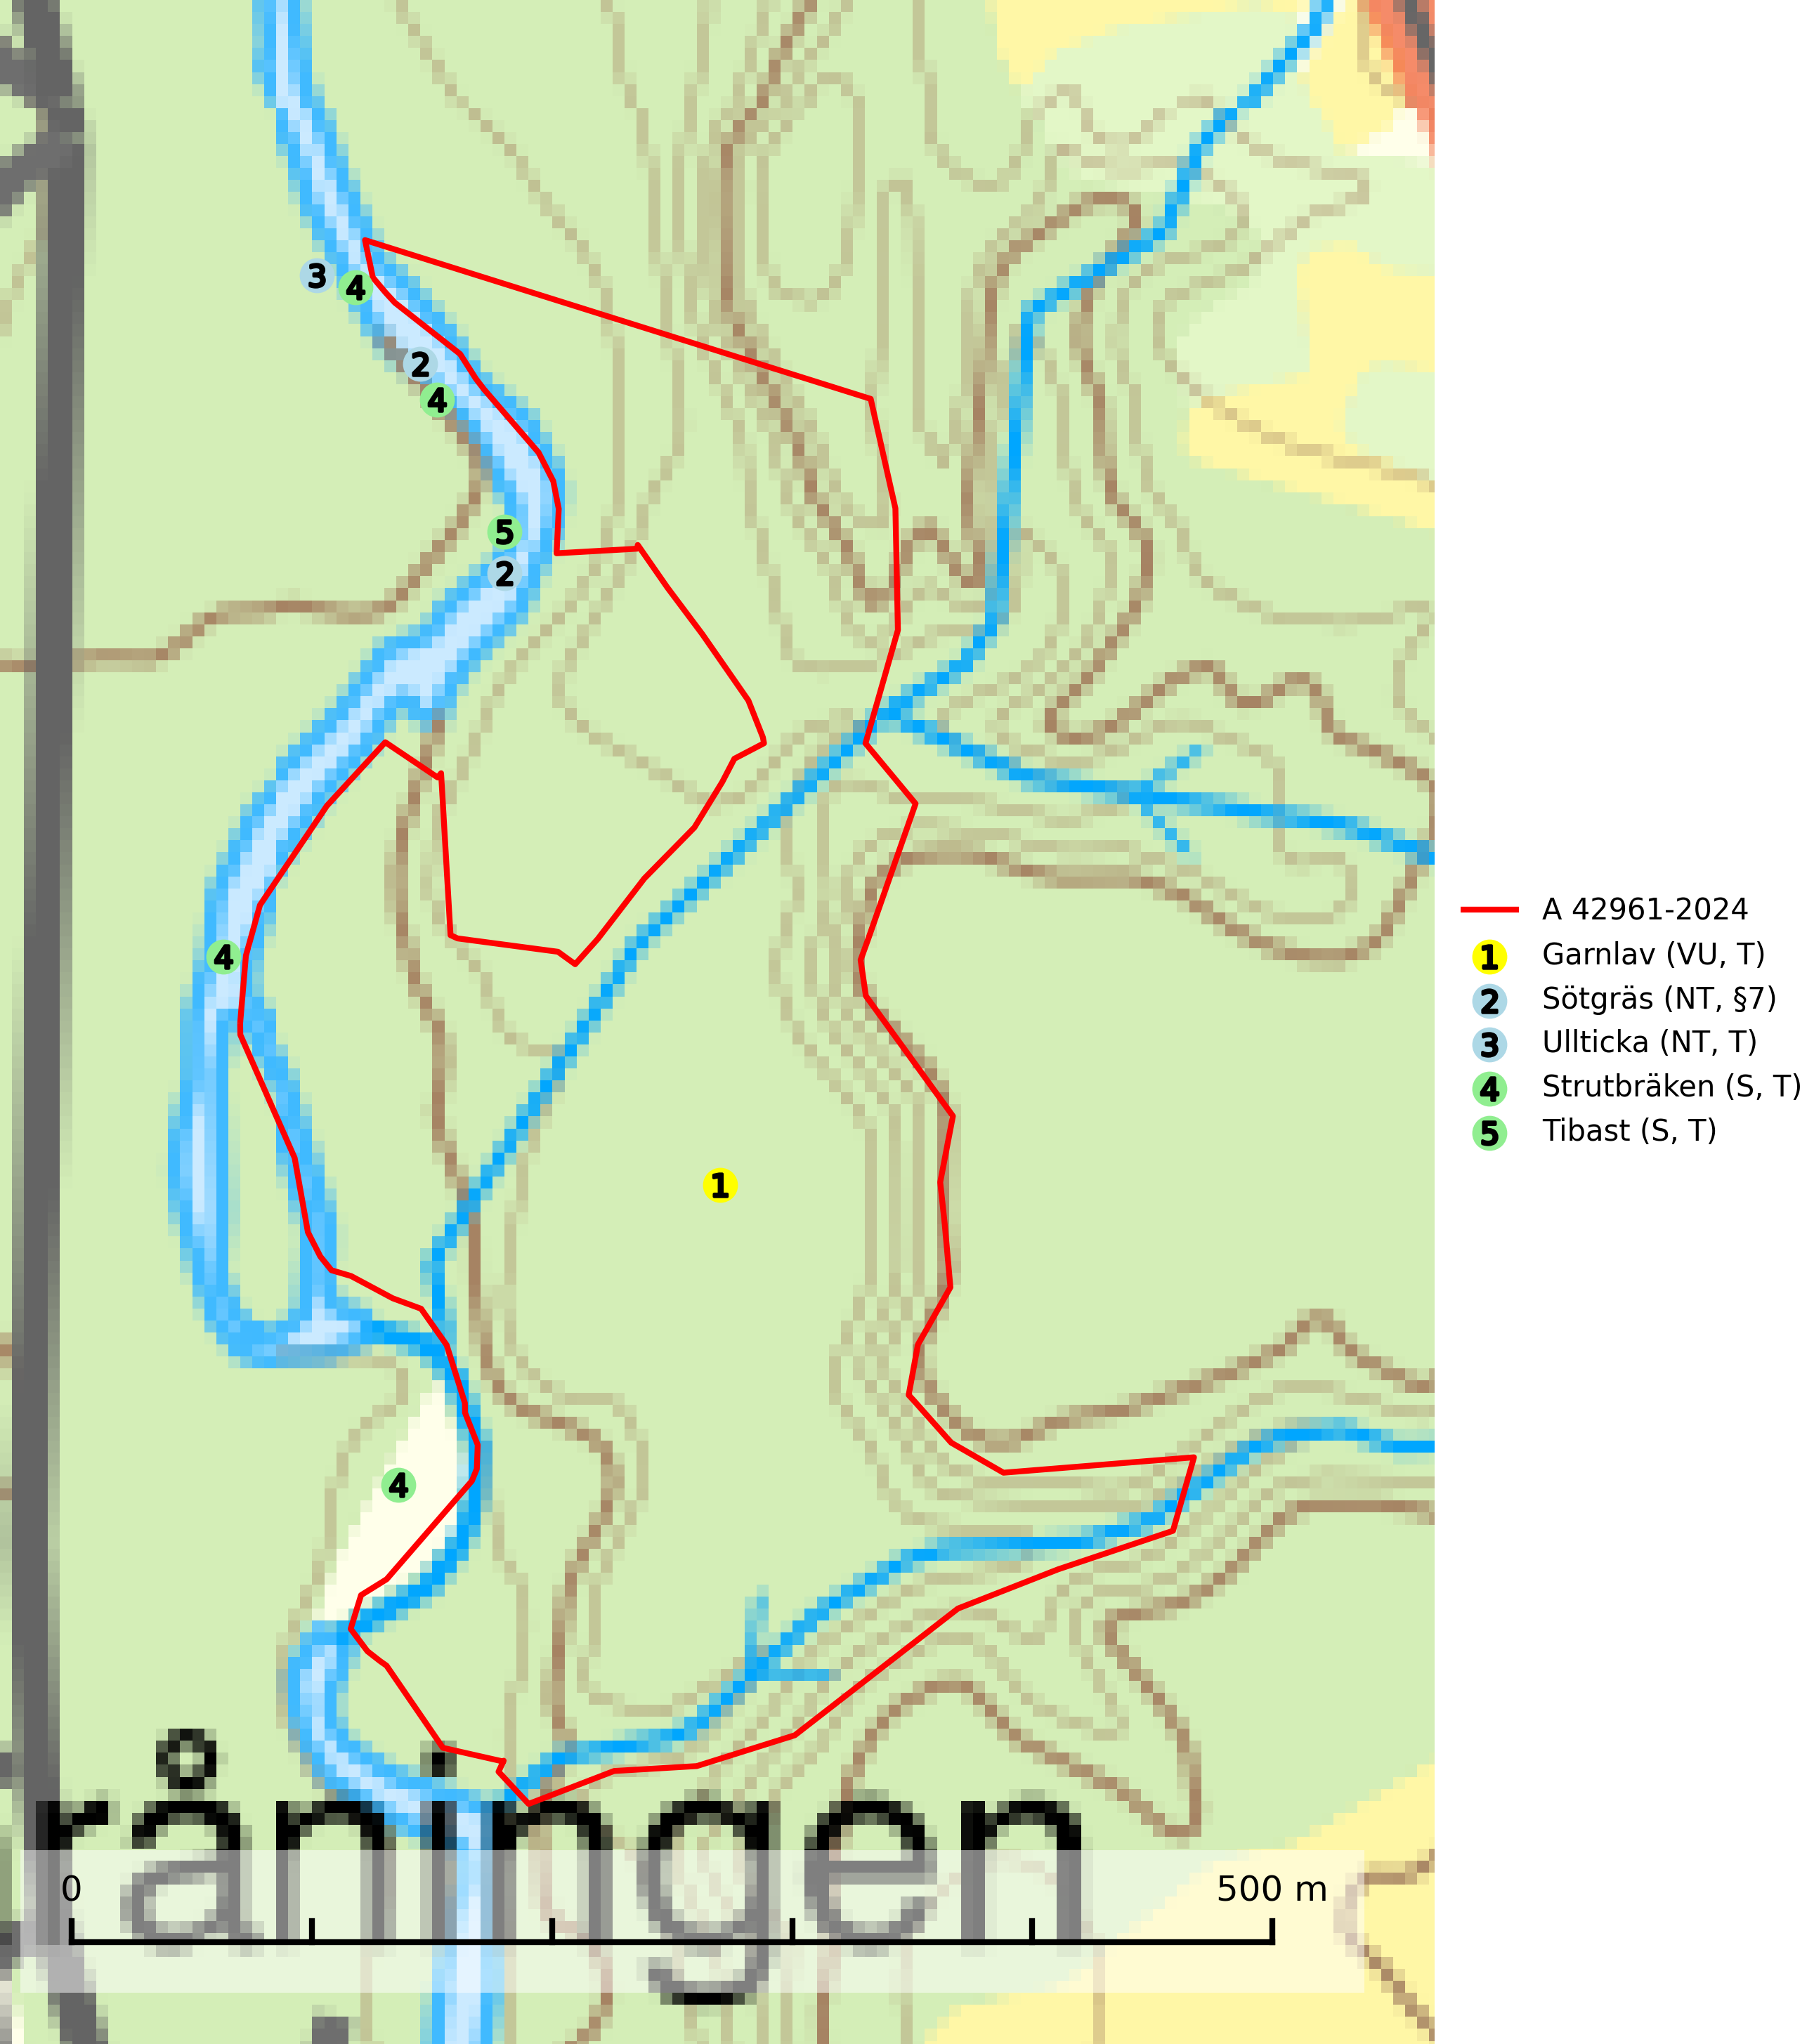 3
4
2
4
5
2
4
1
4
råningen
0
500 m
A 42961-2024
1 Garnlav (VU, T)
2 Sötgräs (NT, §7)
3 Ullticka (NT, T)
4 Strutbräken (S, T)
5 Tibast (S, T)